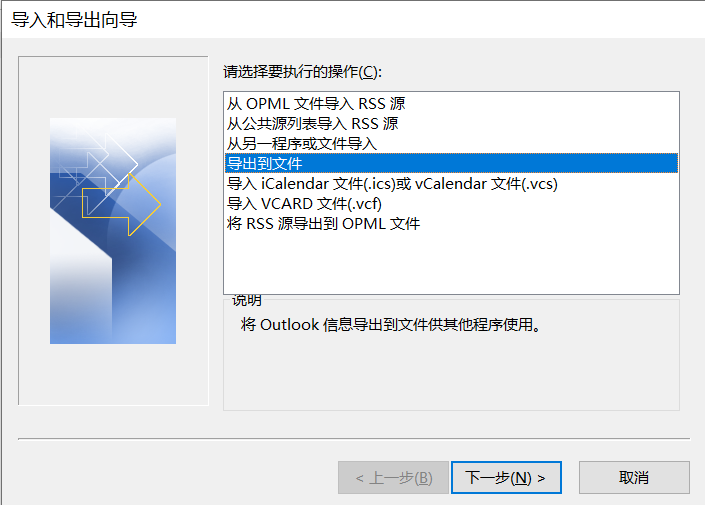 导入和导出向导
请选择要执行的操作(C):
从 OPML 文件导入 RSS 源
从公共源列表导入 RSS 源
从另一程序或文件导入
导出到文件
导入 iCalendar 文件(.ics)或 vCalendar 文件(.vcs)
导入 VCARD 文件(.vcf)
将 RSS 源导出到 OPML 文件
说明
将 Outlook 信息导出到文件供其他程序使用。
< 上一步(B)
下一步(N) >
取消